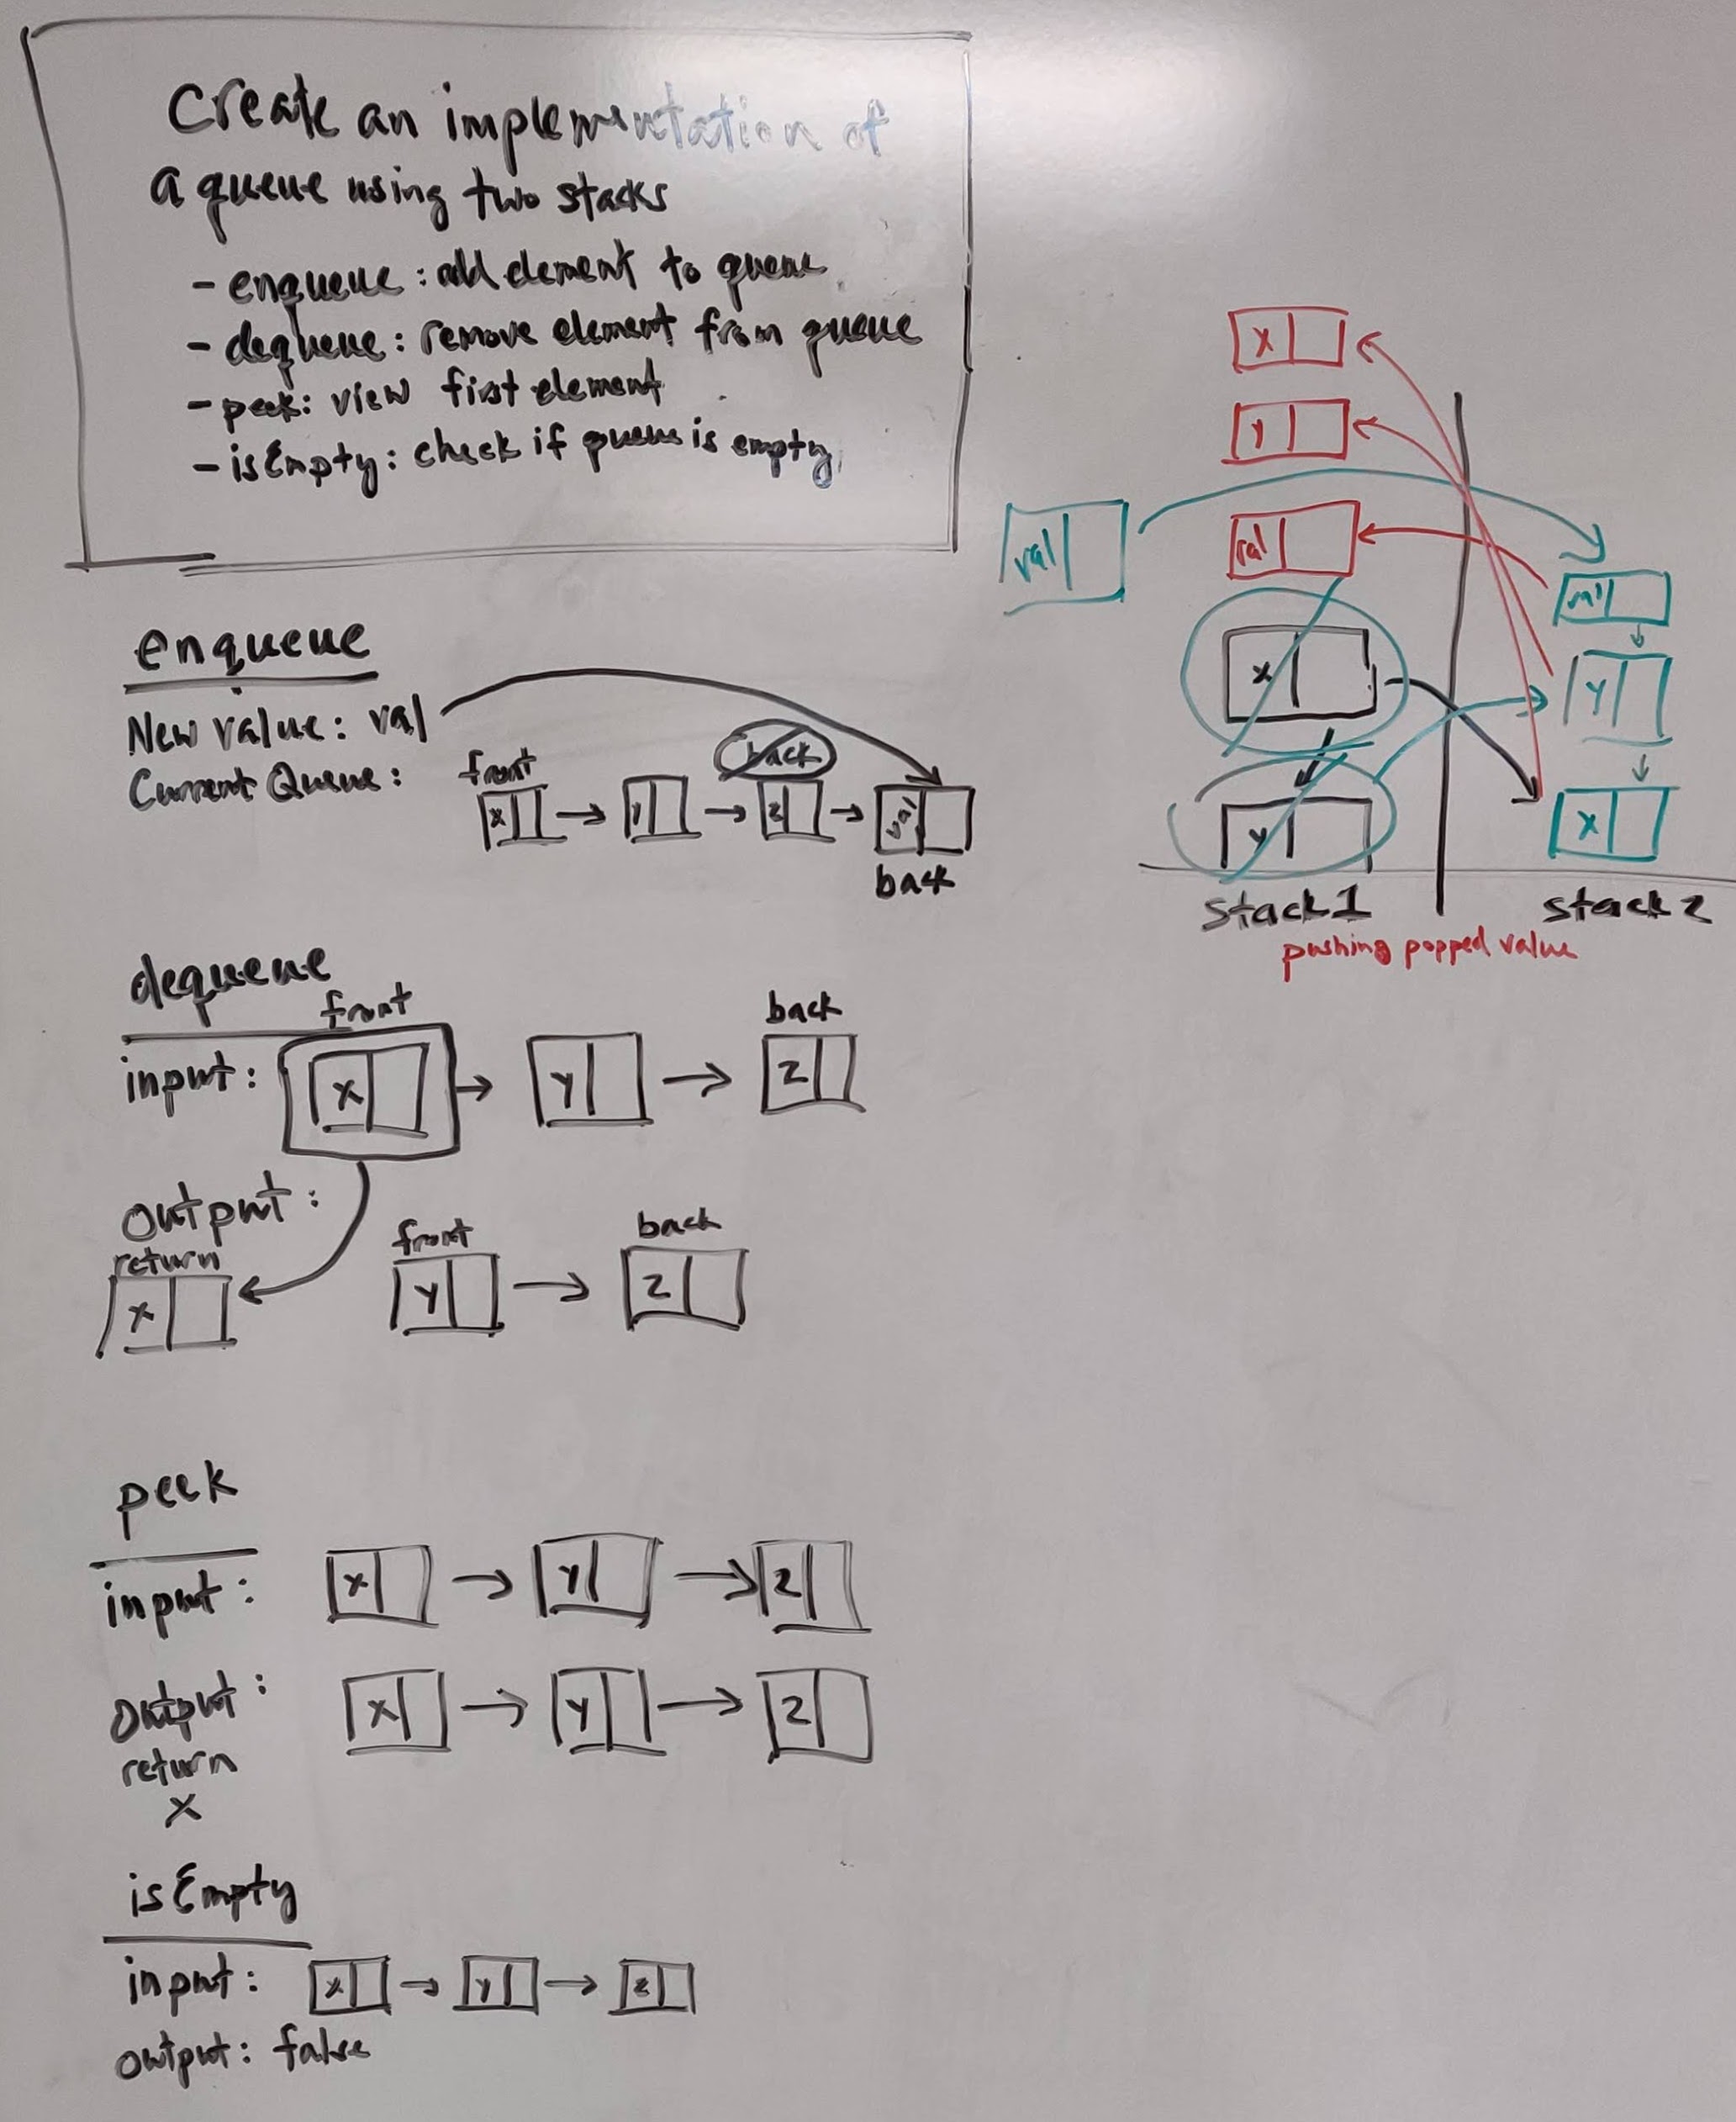 Create an implementation of
a queue using two stacks
- enqueue: add element to queue
- dequeue: remove element from queue
- peek: view first element
- isEmpty: check if queue is empty
enqueue
New value: val
Current Queue:
front
back
x
y
z
val
back
dequeue
front
back
input:
x
y
z
output:
return
x
front
back
y
z
peek
input:
x
y
z
output:
x
y
z
return
x
isEmpty
input:
x
y
z
output: false
x
y
val
val
val
x
y
y
x
stack1
stack 2
pushing popped value